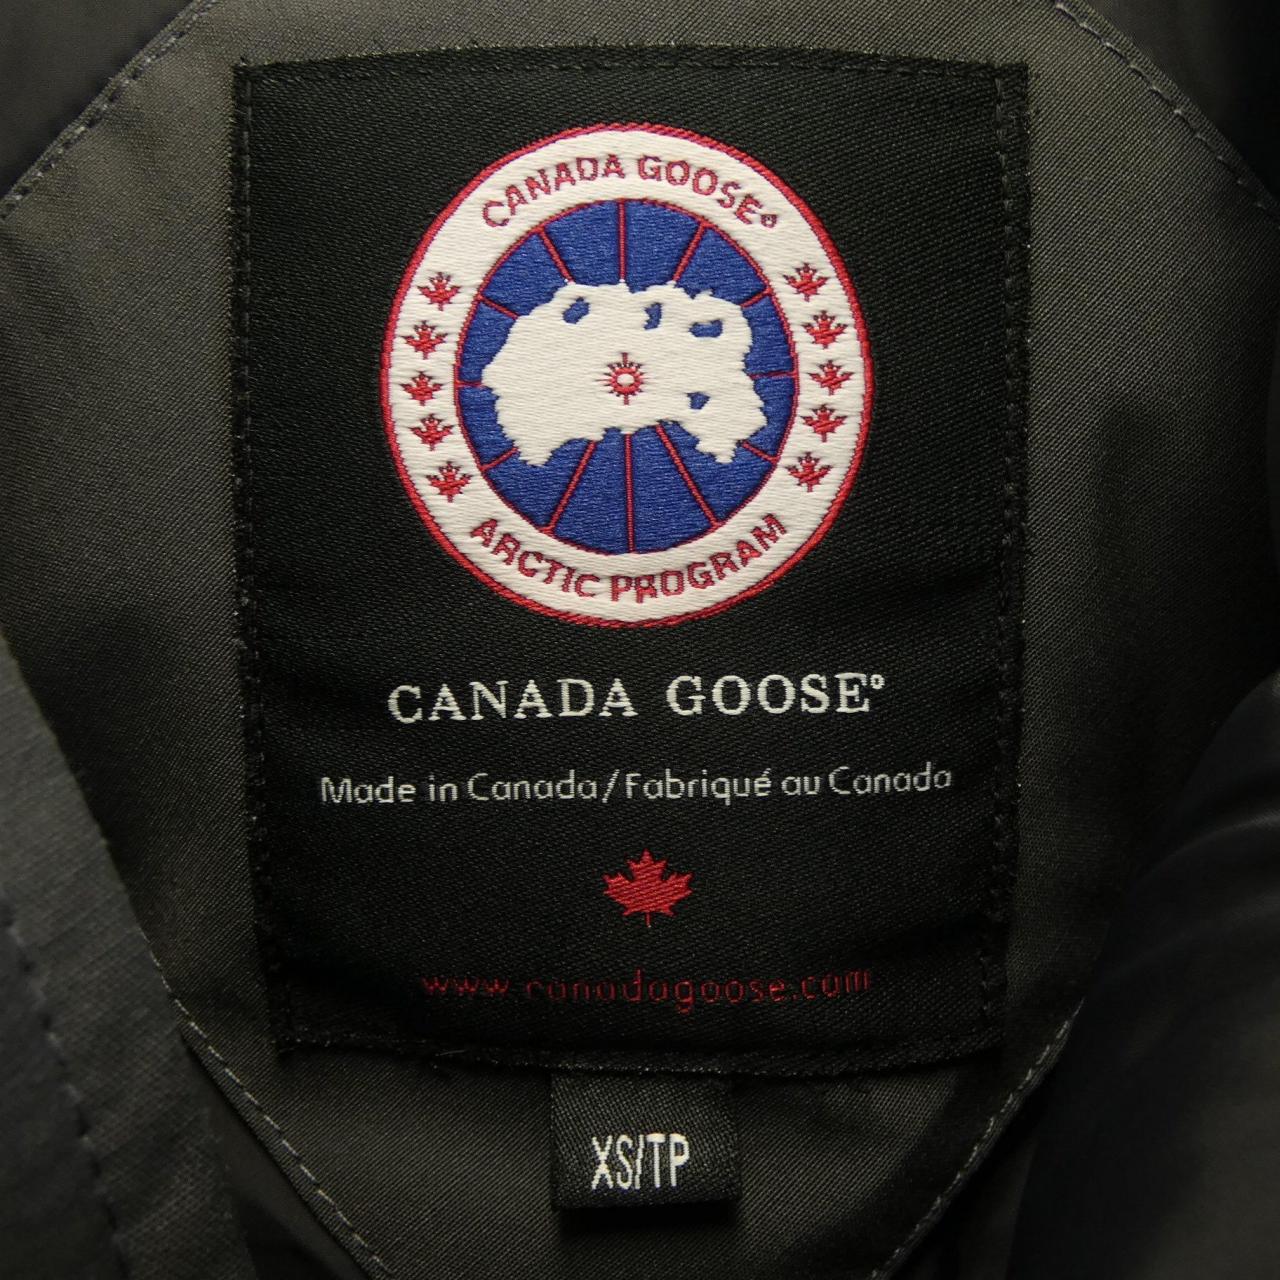 CANADA GOOSE®
ARCTIC PROGRAM
CANADA GOOSE®
Made in Canada/Fabriqué au Canada
www.canadagoose.com
XS/TP